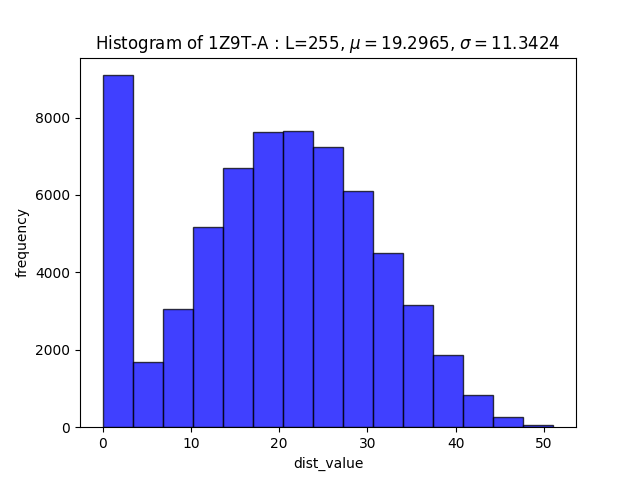 Histogram of 1Z9T-A : L=255, μ = 19.2965, σ = 11.3424
frequency
8000
6000
4000
2000
0
0 10 20 30 40 50
dist_value